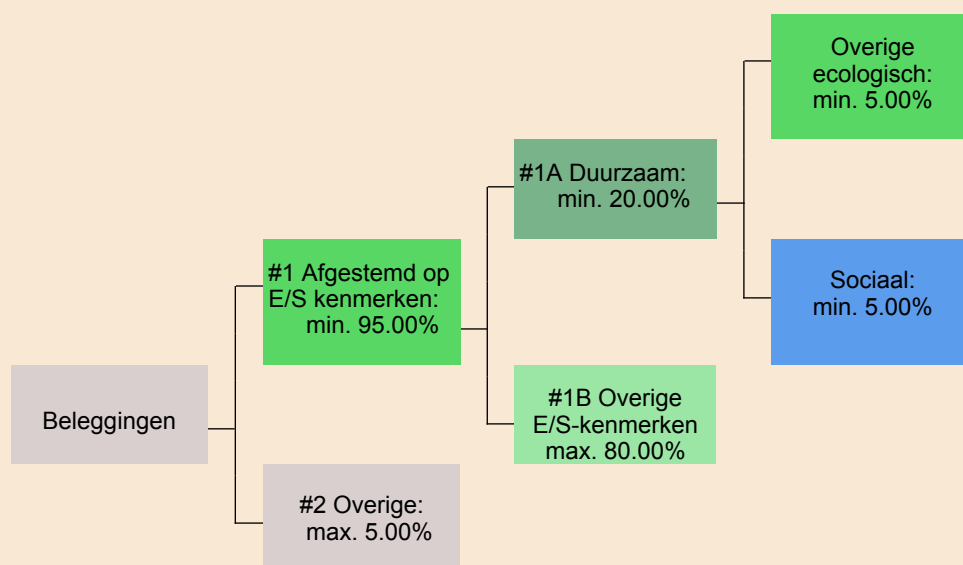 Overige
ecologisch:
min. 5.00%
#1A Duurzaam:
min. 20.00%
#1 Afgestemd op
E/S kenmerken:
min. 95.00%
Sociaal:
min. 5.00%
Beleggingen
#1B Overige
E/S-kenmerken
max. 80.00%
#2 Overige:
max. 5.00%